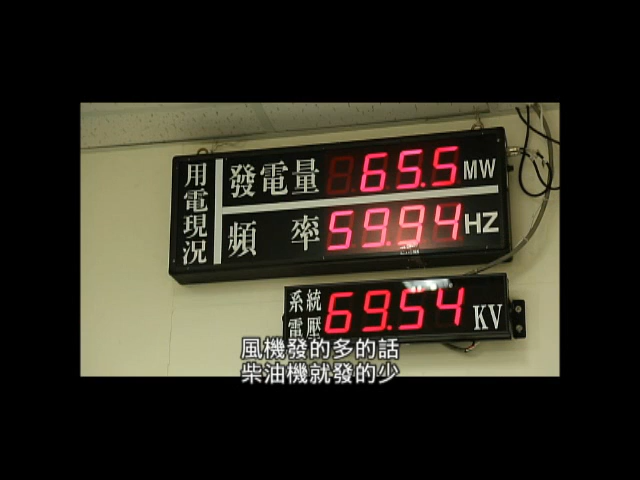 用電現況
發電量 65.5 MW
頻率 59.94 HZ
系統電壓 69.54 KV
風機發的多的話
柴油機就發的少